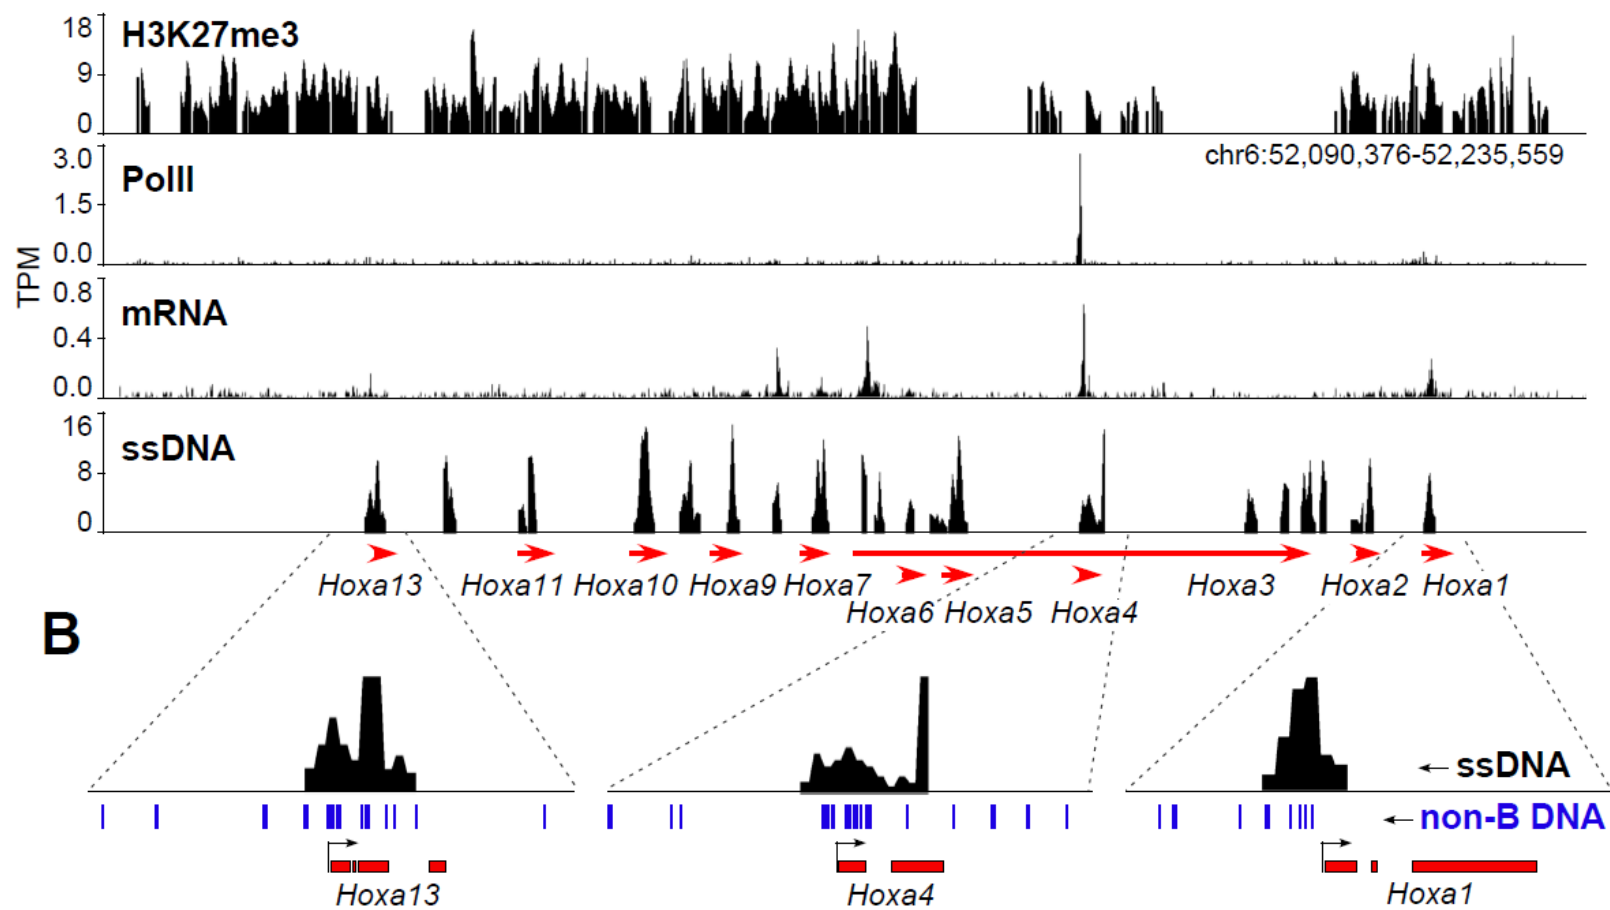 18
H3K27me3
9
0
chr6:52,090,376-52,235,559
3.0
PolII
1.5
0.0
TPM
0.8
mRNA
0.4
0.0
16
ssDNA
8
0
Hoxa13 Hoxa11 Hoxa10 Hoxa9 Hoxa7 Hoxa3 Hoxa2 Hoxa1
Hoxa6 Hoxa5 Hoxa4
B
ssDNA
non-B DNA
Hoxa13 Hoxa4 Hoxa1